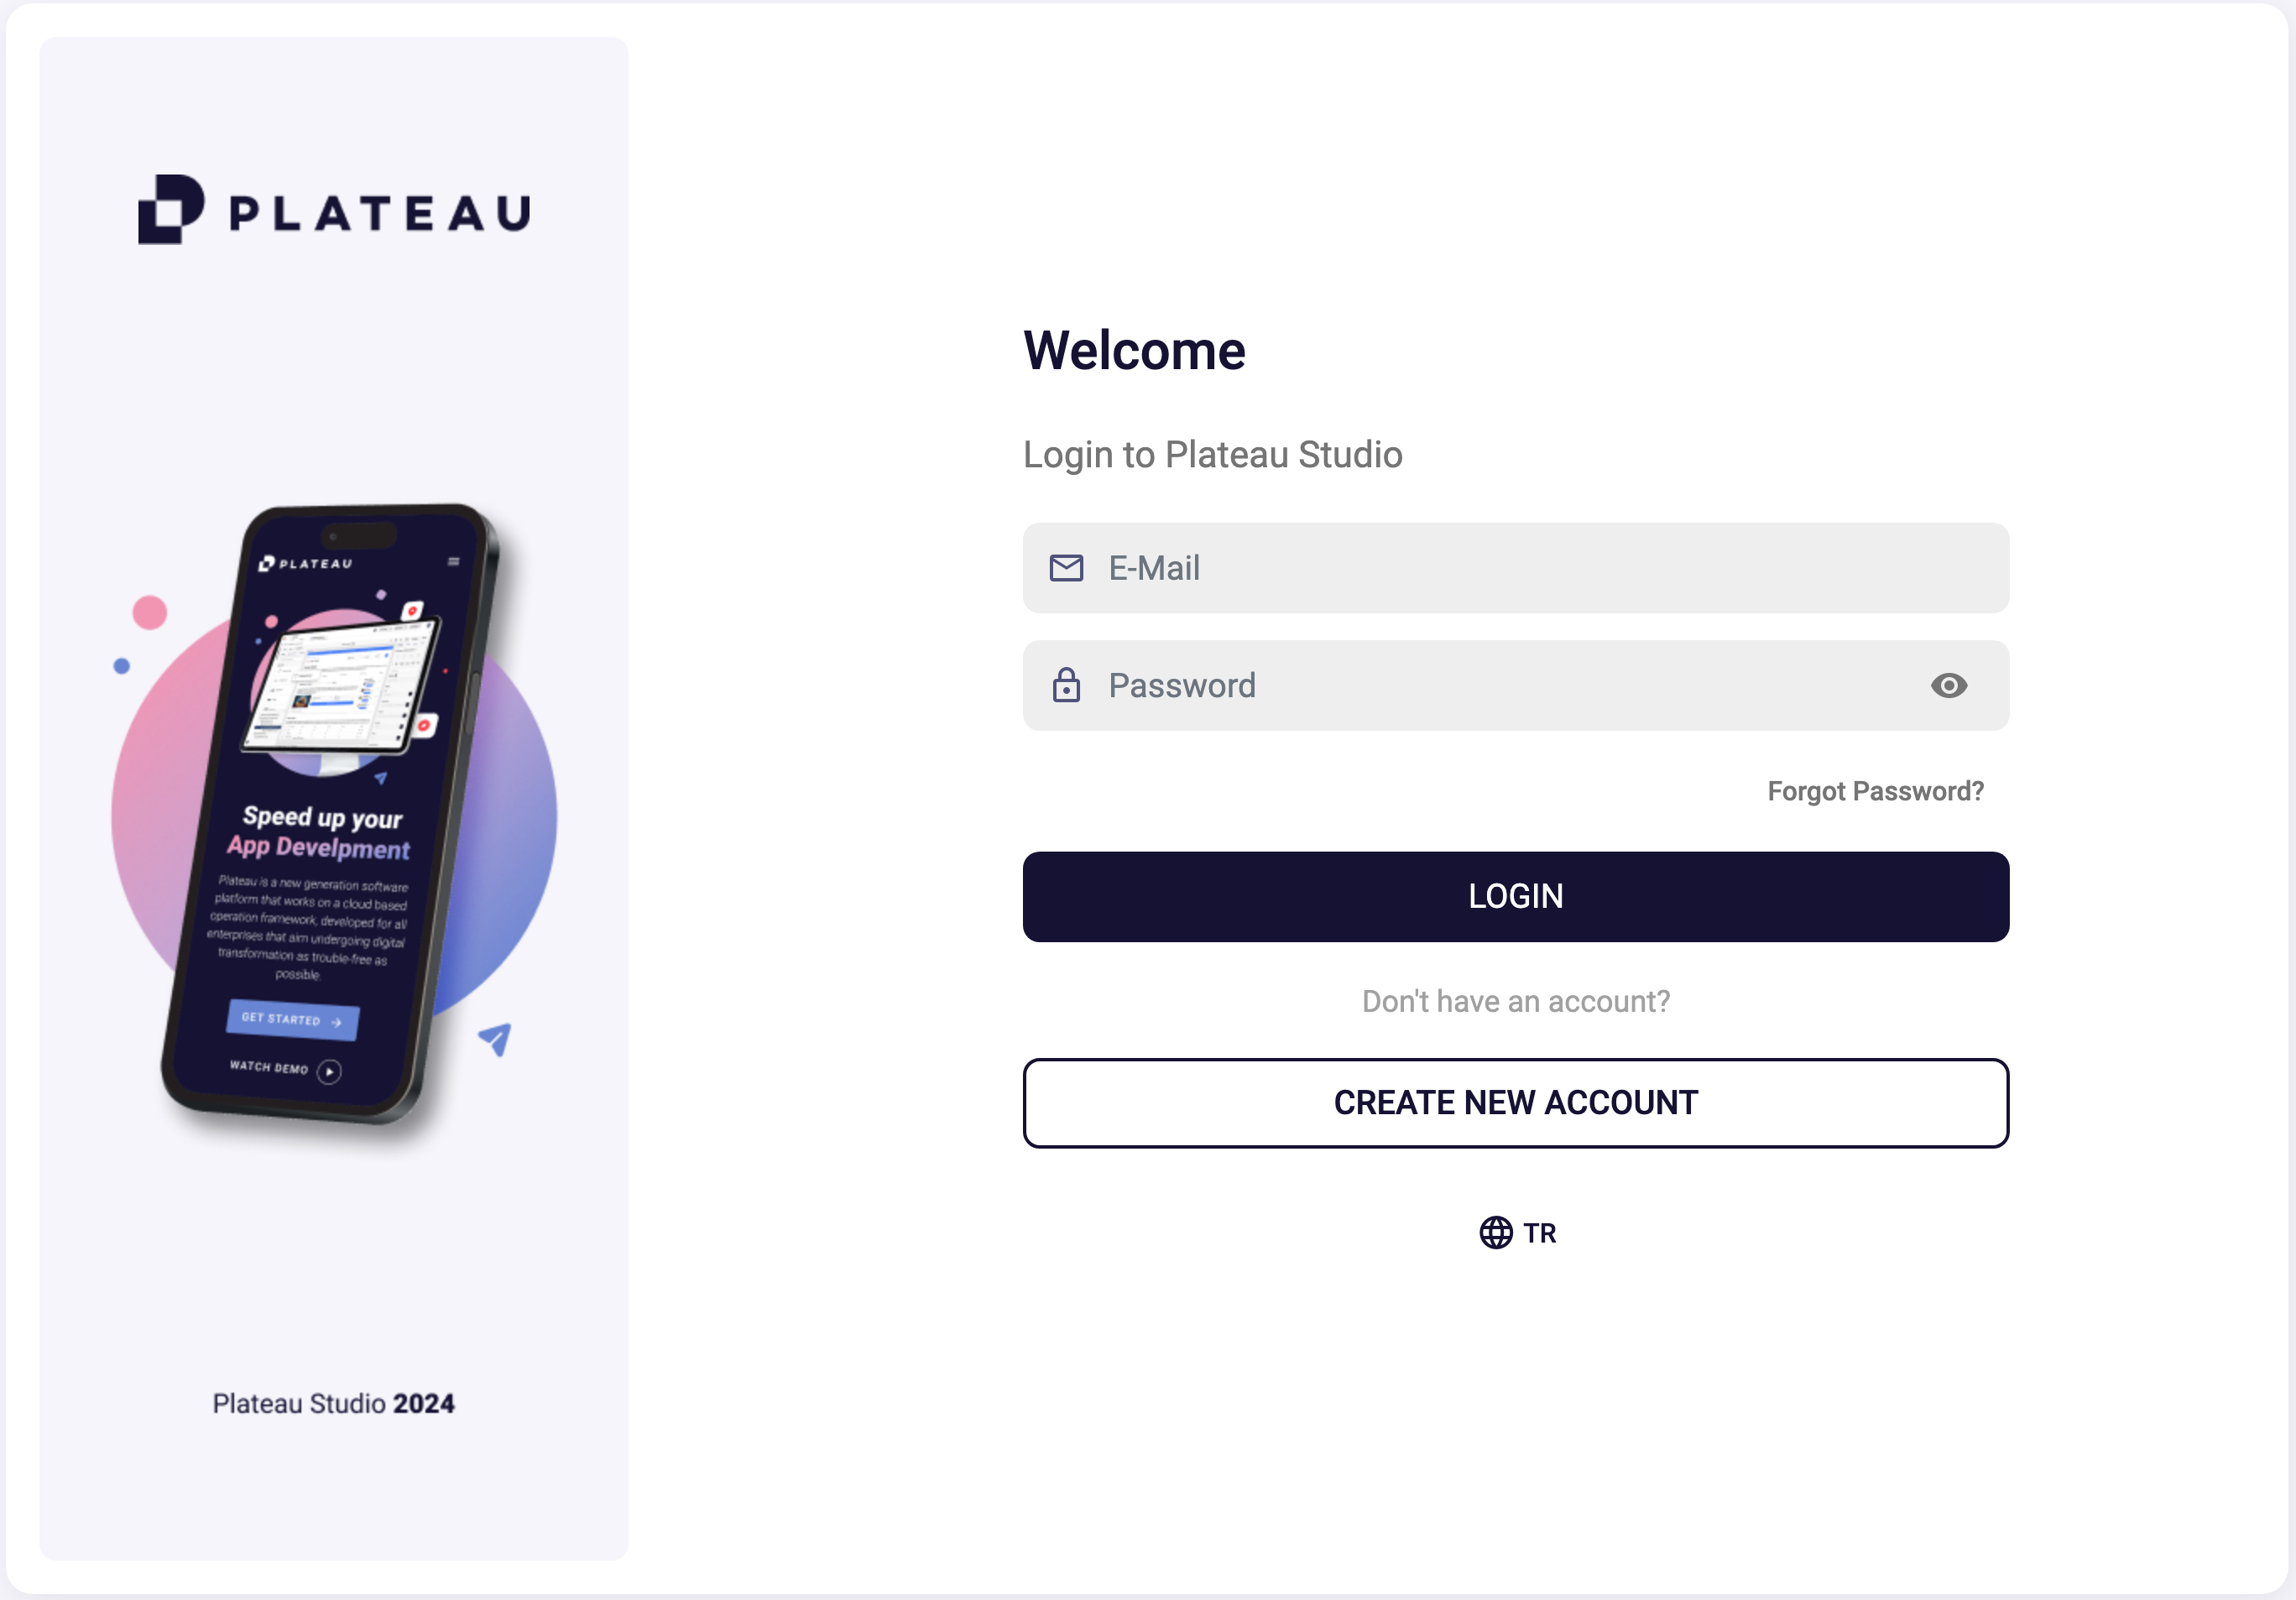 PLATEAU
PLATEAU
Speed up your
App Develpment
Plateau is a new generation software
platform that works on a cloud based
operation framework, developed for all
enterprises that aim undergoing digital
transformation as trouble-free as
possible.
GET STARTED
WATCH DEMO
Plateau Studio 2024
Welcome
Login to Plateau Studio
E-Mail
Password
Forgot Password?
LOGIN
Don't have an account?
CREATE NEW ACCOUNT
TR